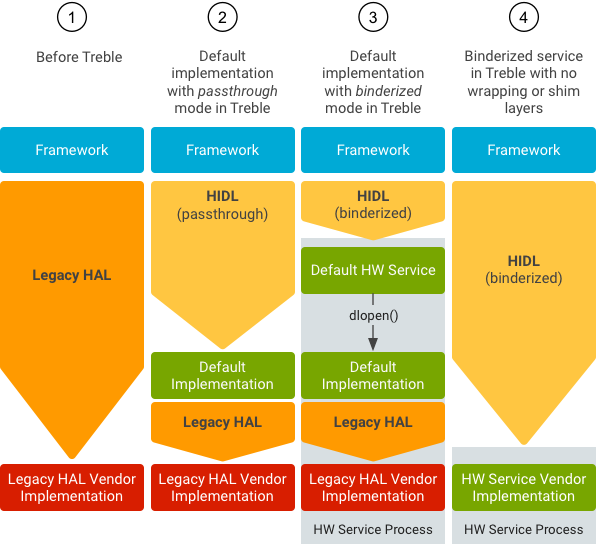 1
Before Treble
2
Default
implementation
with passthrough
mode in Treble
3
Default
implementation
with binderized
mode in Treble
4
Binderized service
in Treble with no
wrapping or shim
layers
Framework
Framework
Framework
Framework
Legacy HAL
HIDL
(passthrough)
HIDL
(binderized)
HIDL
(binderized)
Default HW Service
dlopen()
Default
Implementation
Default
Implementation
Legacy HAL
Legacy HAL
Legacy HAL Vendor
Implementation
Legacy HAL Vendor
Implementation
Legacy HAL Vendor
Implementation
HW Service Vendor
Implementation
HW Service Process
HW Service Process